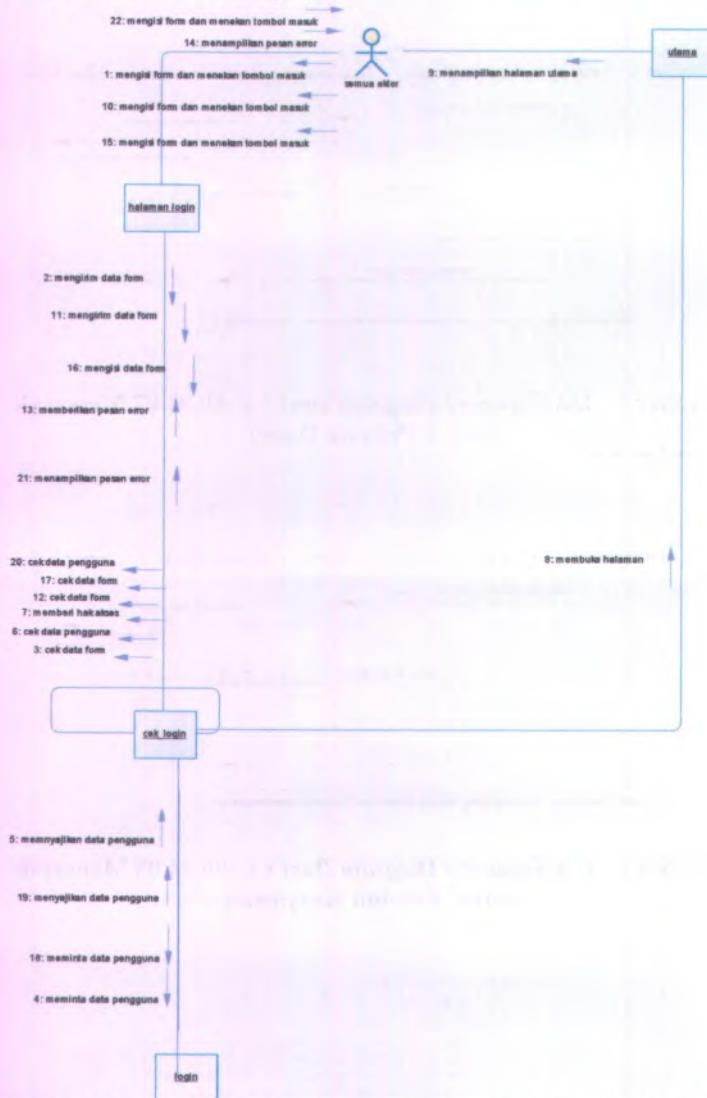 22: mengisi form dan menekan tombol masuk
14: menampilkan pesan error
utama
1: mengisi form dan menekan tombol masuk
semua aktor
9: menampilkan halaman utama
10: mengisi form dan menekan tombol masuk
15: mengisi form dan menekan tombol masuk
halaman login
2: mengirim data form
11: mengirim data form
16: mengisi data form
13: memberikan pesan error
21: menampilkan pesan error
20: cek data pengguna
8: membuka halaman
17: cek data form
12: cek data form
7: memberi hak akses
6: cek data pengguna
3: cek data form
cek_login
5: memnyajikan data pengguna
19: menyajikan data pengguna
18: meminta data pengguna
4: meminta data pengguna
login